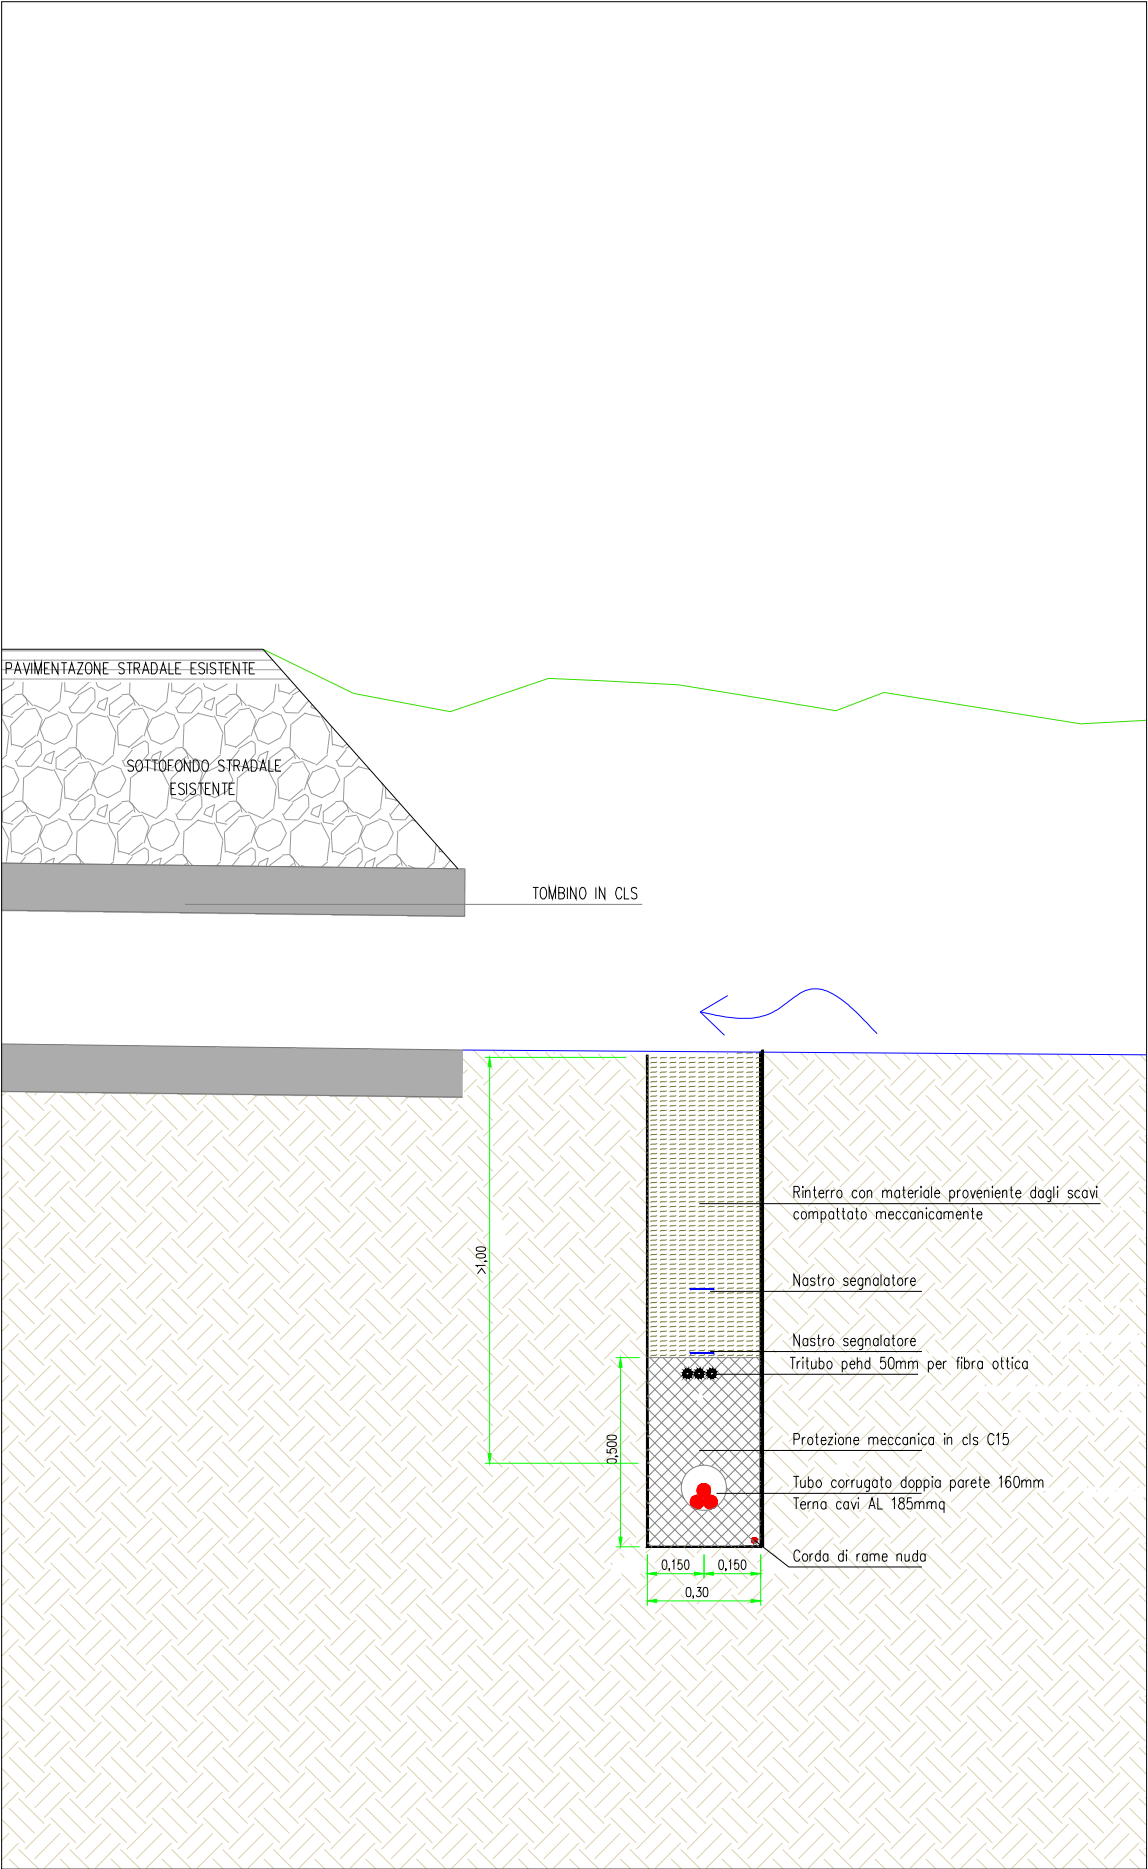 PAVIMENTAZONE STRADALE ESISTENTE
SOTTOFONDO STRADALE
ESISTENTE
TOMBINO IN CLS
Rinterro con materiale proveniente dagli scavi
compattato meccanicamente
>1,00
Nastro segnalatore
Nastro segnalatore
Tritubo pehd 50mm per fibra ottica
0,500
Protezione meccanica in cls C15
Tubo corrugato doppia parete 160mm
Terna cavi AL 185mmq
Corda di rame nuda
0,150 0,150
0,30